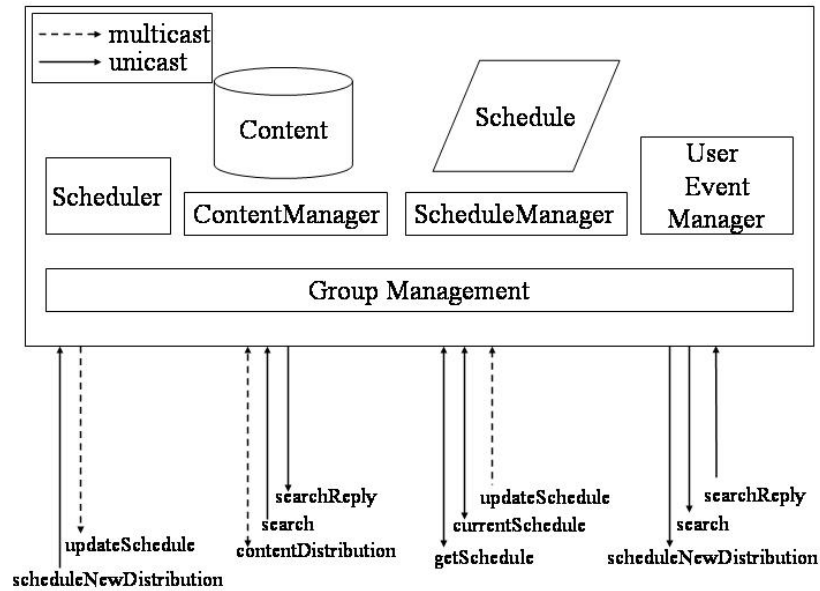 multicast
unicast
Content
Schedule
User
Event
Manager
Scheduler
ContentManager
ScheduleManager
Group Management
searchReply
search
contentDistribution
updateSchedule
scheduleNewDistribution
updateSchedule
currentSchedule
getSchedule
searchReply
search
scheduleNewDistribution